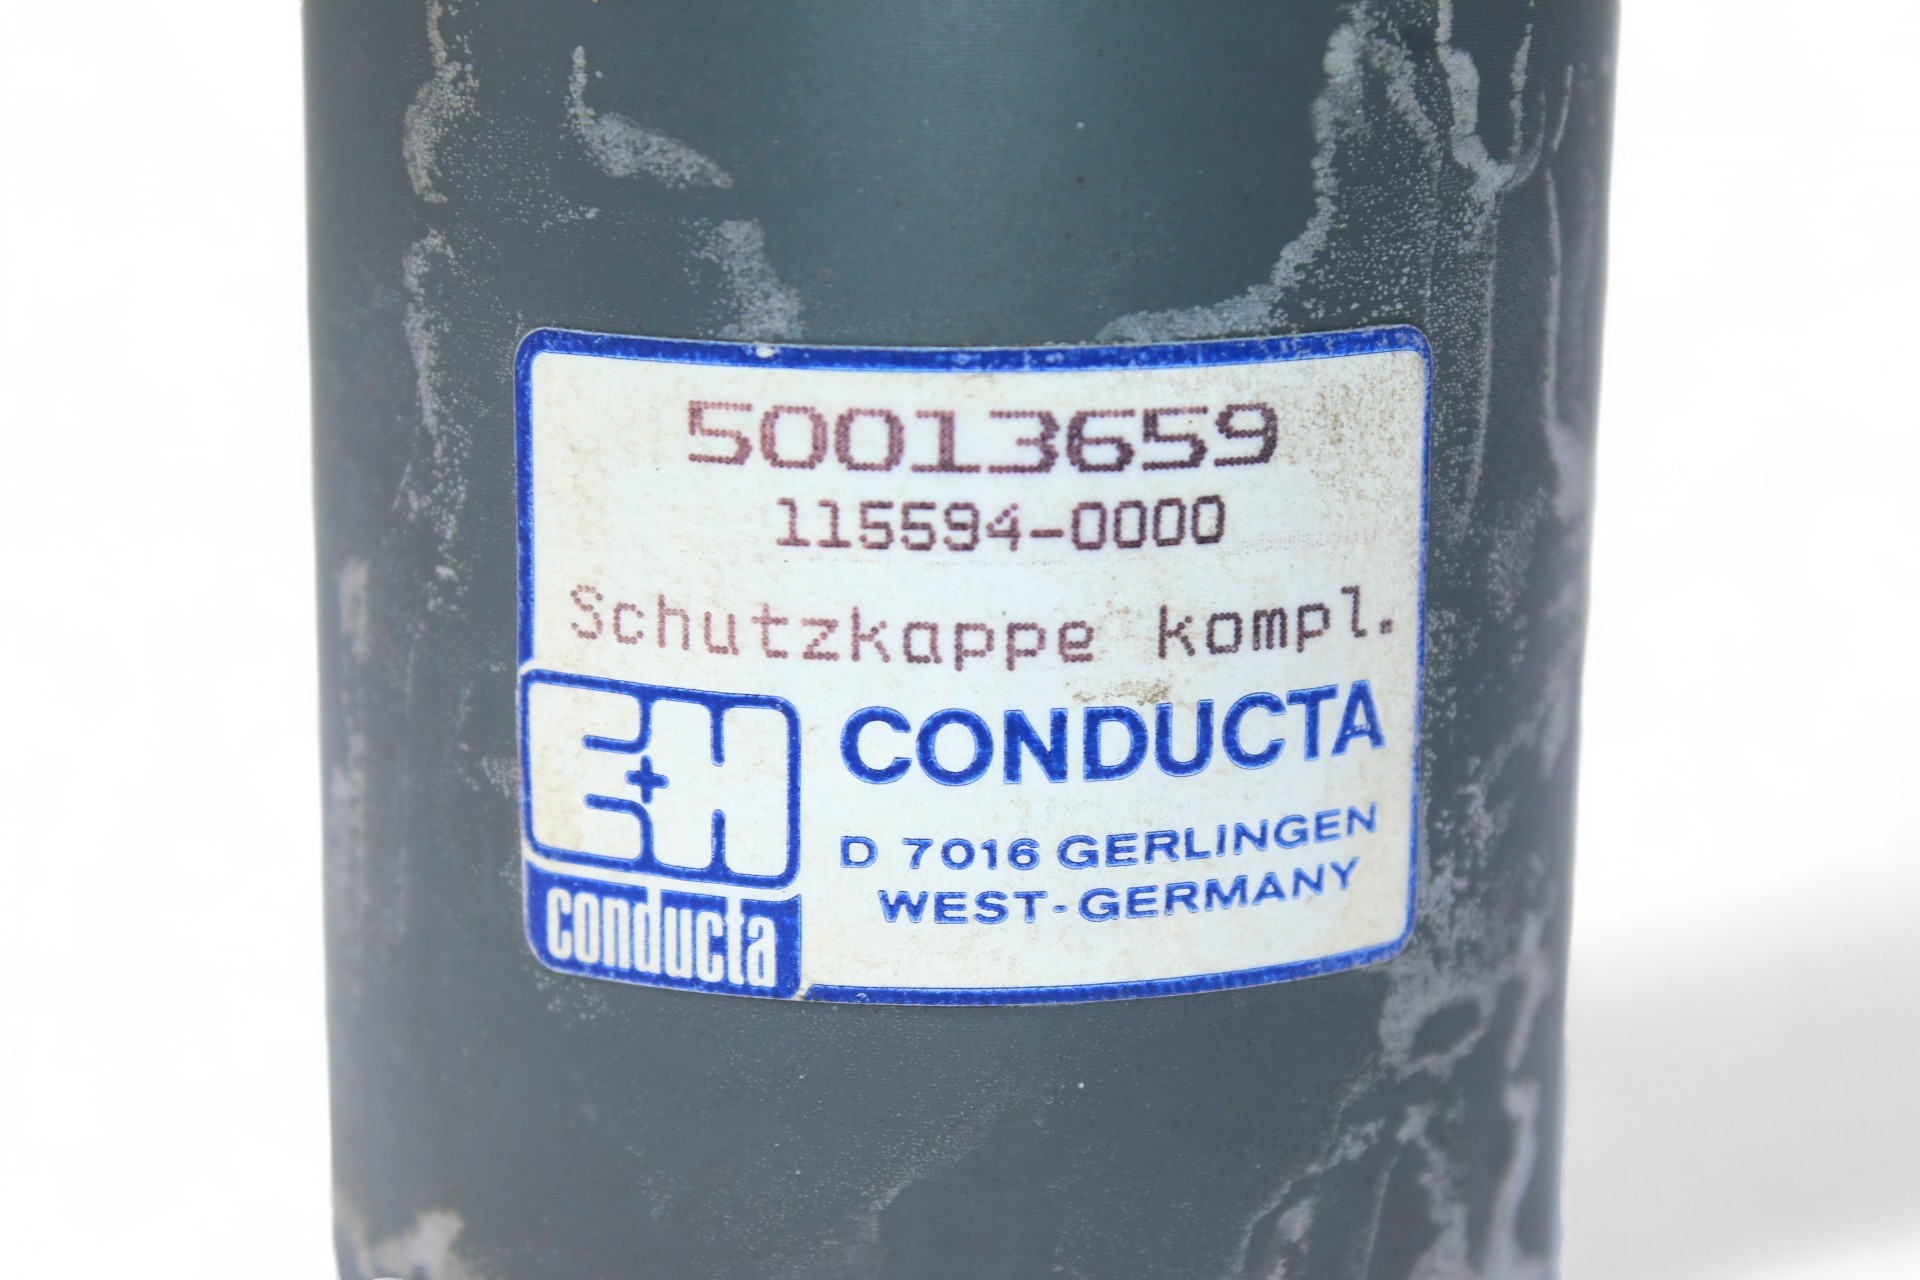 50013659
115594-0000
Schutzkappe kompl.
E+H
conducta
CONDUCTA
D 7016 GERLINGEN
WEST-GERMANY